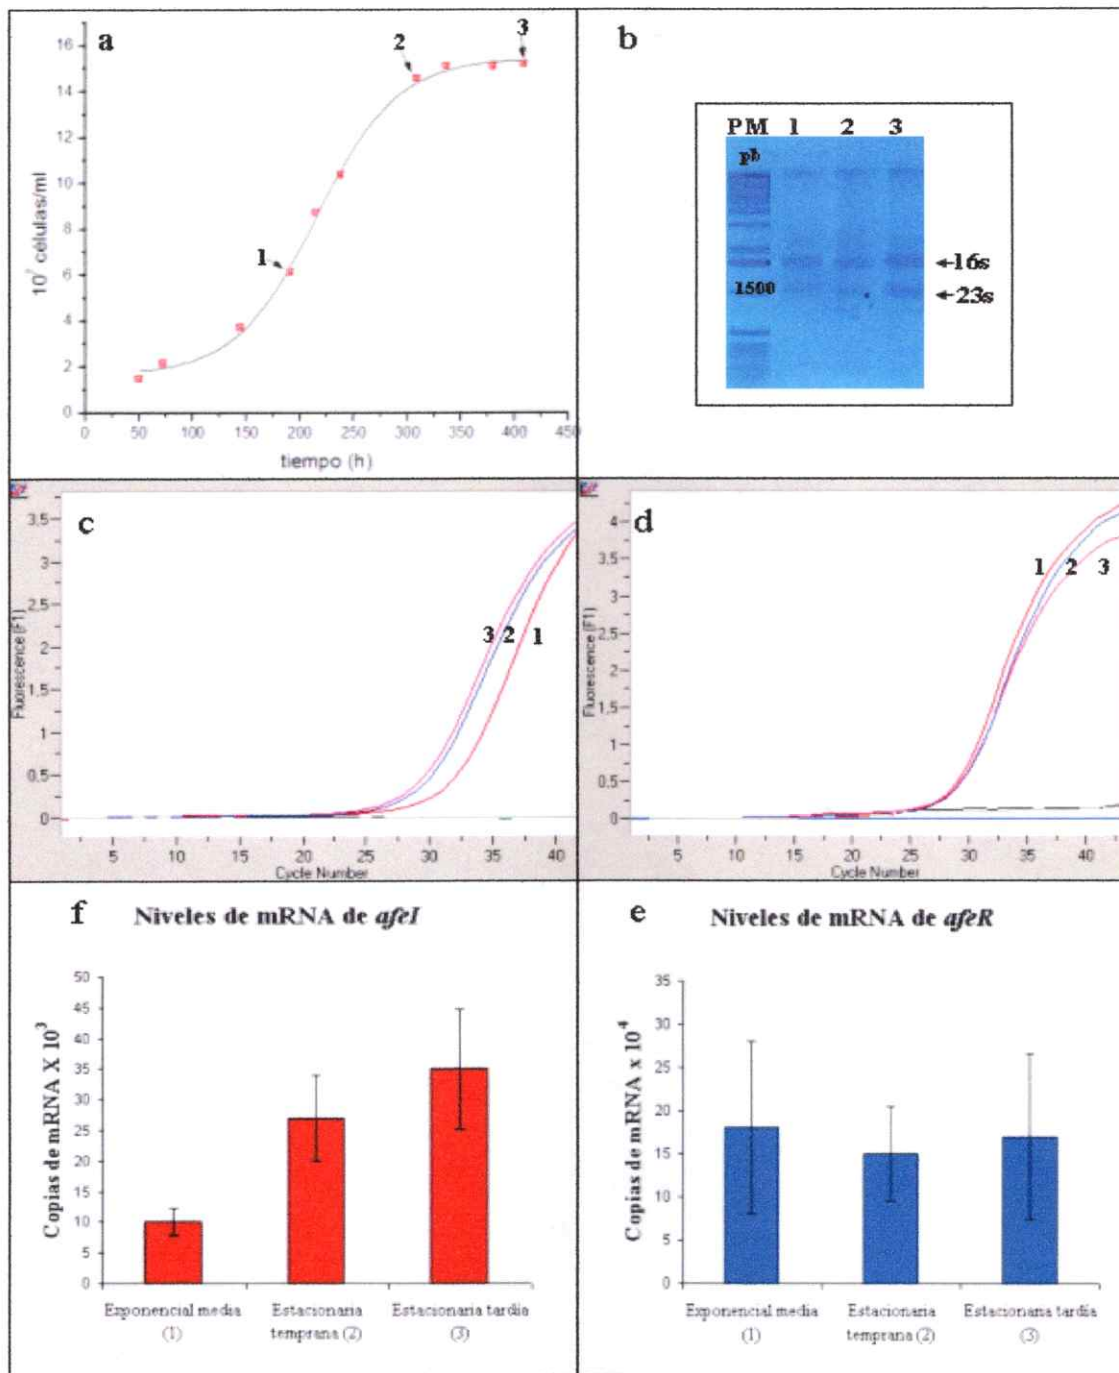 a
16
14
12
10
8
6
4
2
0
10⁷ células/ml
1
2
3
0 50 100 150 200 250 300 350 400 450
tiempo (h)
b
PM 1 2 3
pb
1500
16s
23s
c
3.5
3
2.5
2
1.5
1
0.5
0
Fluorescence (F1)
3 2 1
5 10 15 20 25 30 35 40
Cycle Number
d
4
3.5
3
2.5
2
1.5
1
0.5
0
Fluorescence (F1)
1 2 3
5 10 15 20 25 30 35 40
Cycle Number
f
Niveles de mRNA de afeI
50
45
40
35
30
25
20
15
10
5
0
Copias de mRNA X 10³
Exponencial media
(1)
Estacionaria
temprana (2)
Estacionaria tardía
(3)
e
Niveles de mRNA de afeR
35
30
25
20
15
10
5
0
Copias de mRNA x 10⁻⁴
Exponencial media
(1)
Estacionaria
temprana (2)
Estacionaria tardía
(3)